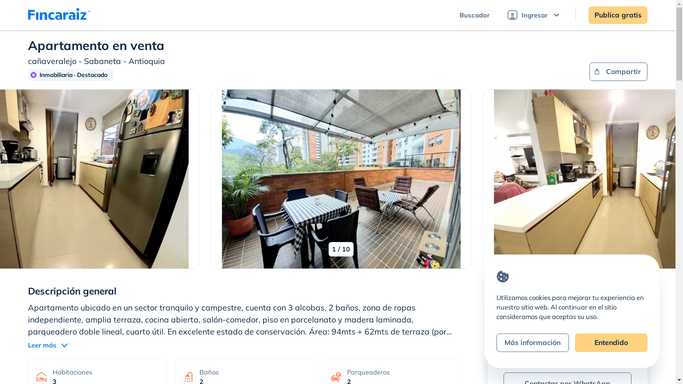 Fincaraiz
Buscador
Ingresar
Publica gratis
Apartamento en venta
cañaveralejo - Sabaneta - Antioquia
Inmobiliaria · Destacado
Compartir
1 / 10
Descripción general
Apartamento ubicado en un sector tranquilo y campestre, cuenta con 3 alcobas, 2 baños, zona de ropas
independiente, amplia terraza, cocina abierta, salón-comedor, piso en porcelanato y madera laminada,
parqueadero doble lineal, cuarto útil. En excelente estado de conservación. Área: 94mts + 62mts de terraza (por...
Leer más
Habitaciones
3
Baños
2
Parqueaderos
2
Utilizamos cookies para mejorar tu experiencia en
nuestro sitio web. Al continuar en el sitio
consideramos que aceptas su uso.
Más información
Entendido
Contactar por WhatsApp